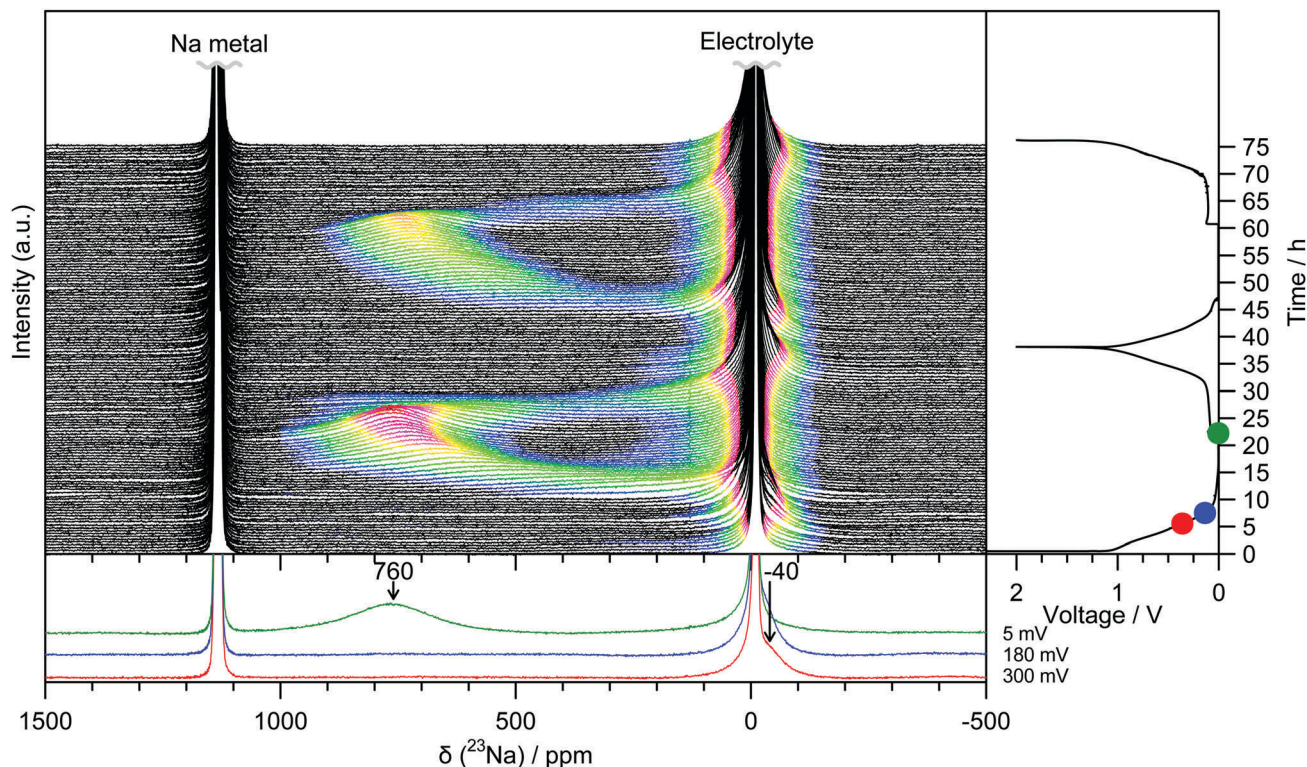 Na metal
Electrolyte
Intensity (a.u.)
75
70
65
60
55
50
45
40
35
30
25
20
15
10
5
0
Time / h
2
1
0
Voltage / V
760
-40
5 mV
180 mV
300 mV
1500
1000
500
0
-500
δ (²³Na) / ppm